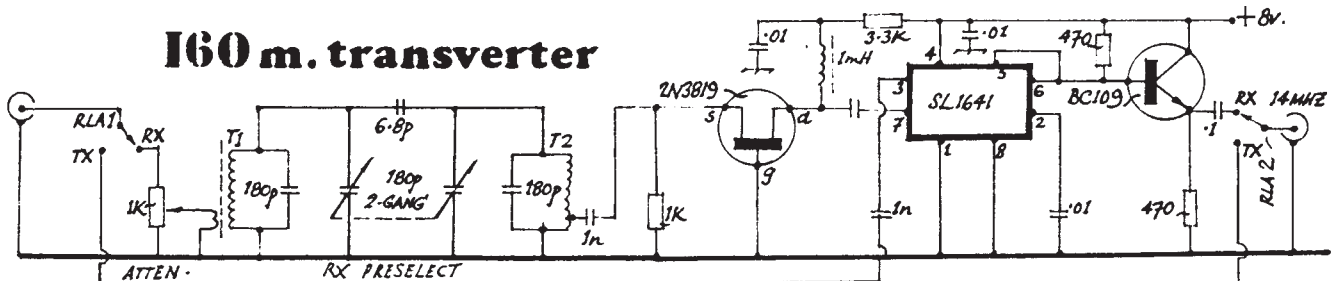 160 m. transverter
+8v.
.01
3.3K
.01
470
1mH
4
5
3
6
2N3819
SL1641
BC109
RX
14MHZ
RLA1
RX
6.8p
S
d
7
2
.1
T1
T2
TX
TX
g
1
8
RLA 2
180p
180p
2-GANG
180p
1K
1K
1n
.01
470
1n
ATTEN.
RX PRESELECT